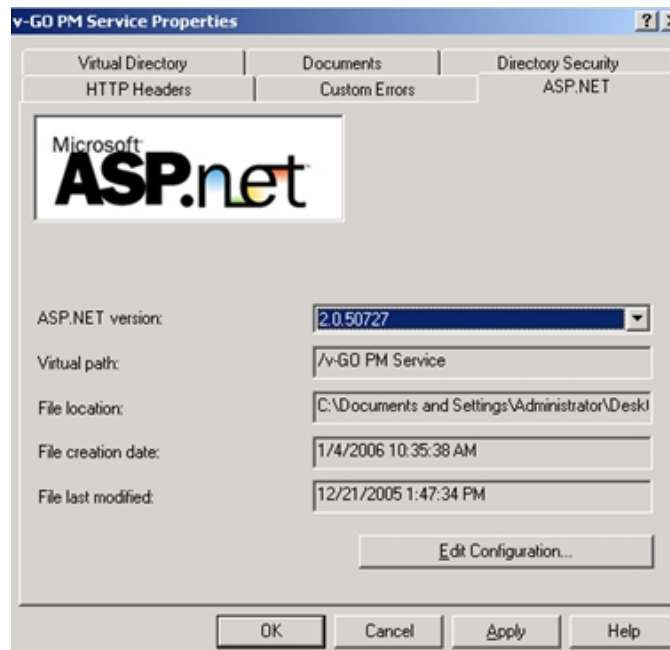 v-GO PM Service Properties
Virtual Directory Documents Directory Security
HTTP Headers Custom Errors ASP.NET
Microsoft
ASP.net
ASP.NET version: 2.0.50727
Virtual path: /v-GO PM Service
File location: C:\Documents and Settings\Administrator\Deskt
File creation date: 1/4/2006 10:35:38 AM
File last modified: 12/21/2005 1:47:34 PM
Edit Configuration...
OK Cancel Apply Help